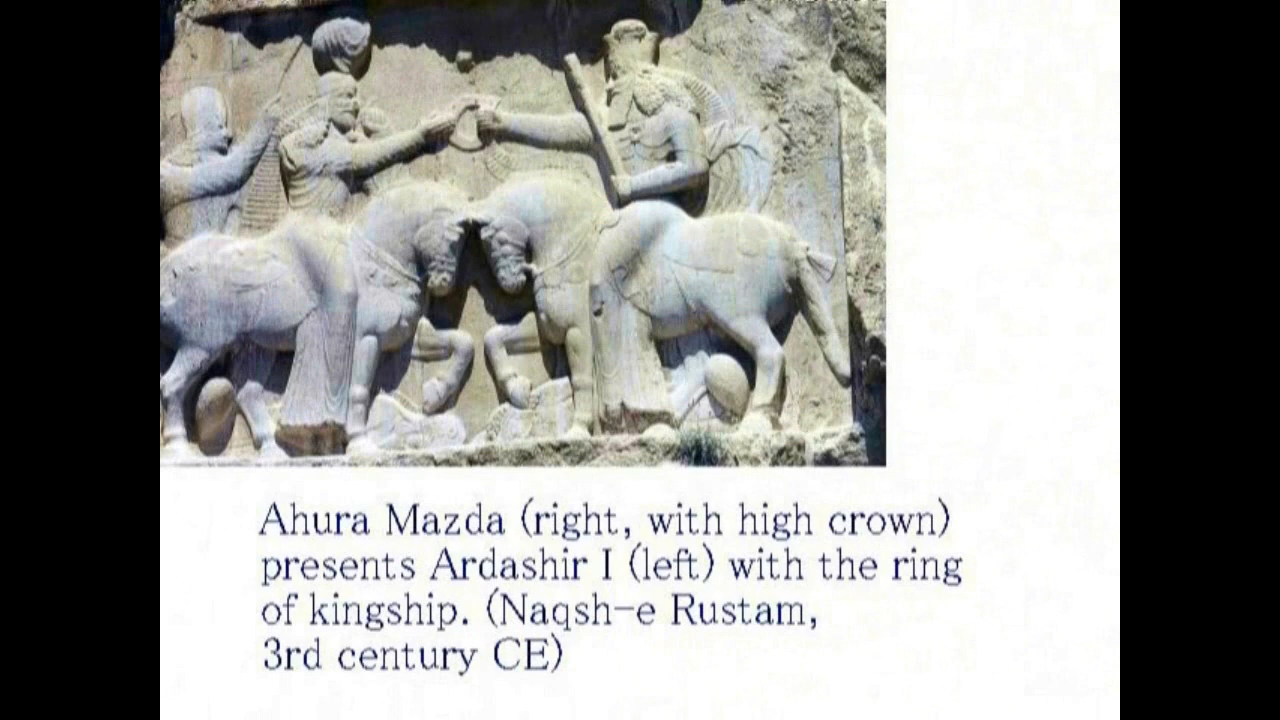 Ahura Mazda (right, with high crown)
presents Ardashir I (left) with the ring
of kingship. (Naqsh-e Rustam,
3rd century CE)